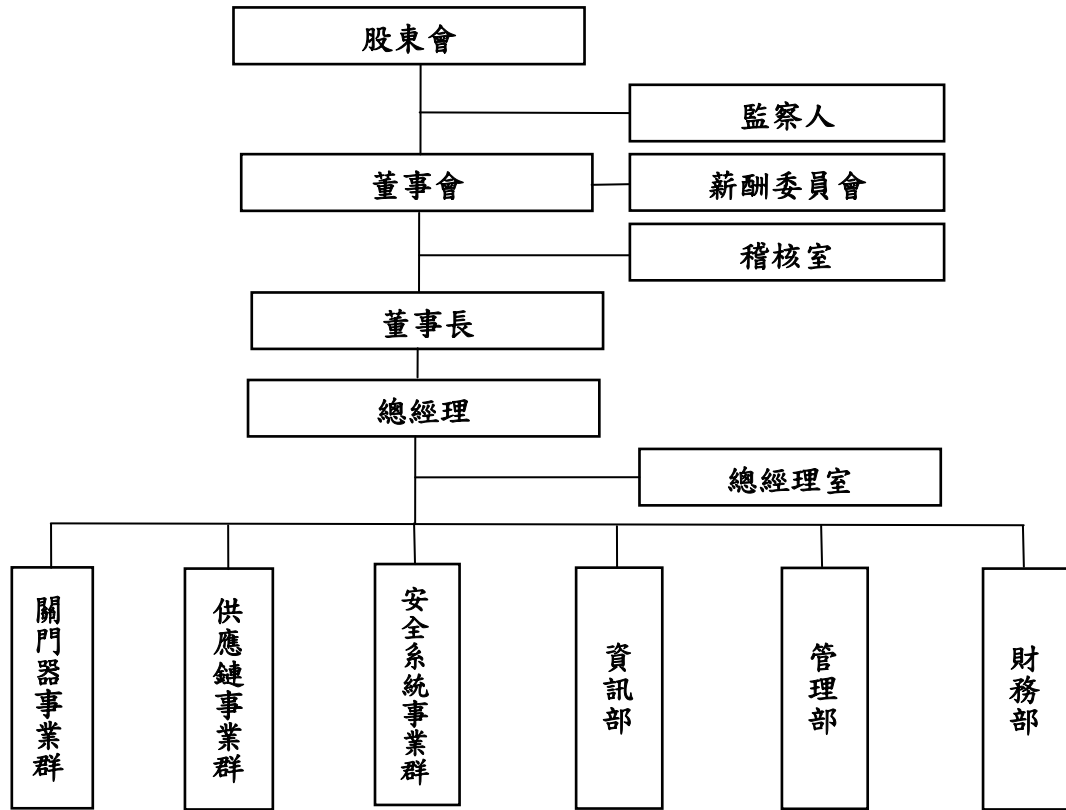 股東會
監察人
董事會
薪酬委員會
稽核室
董事長
總經理
總經理室
關門器事業群
供應鏈事業群
安全系統事業群
資訊部
管理部
財務部